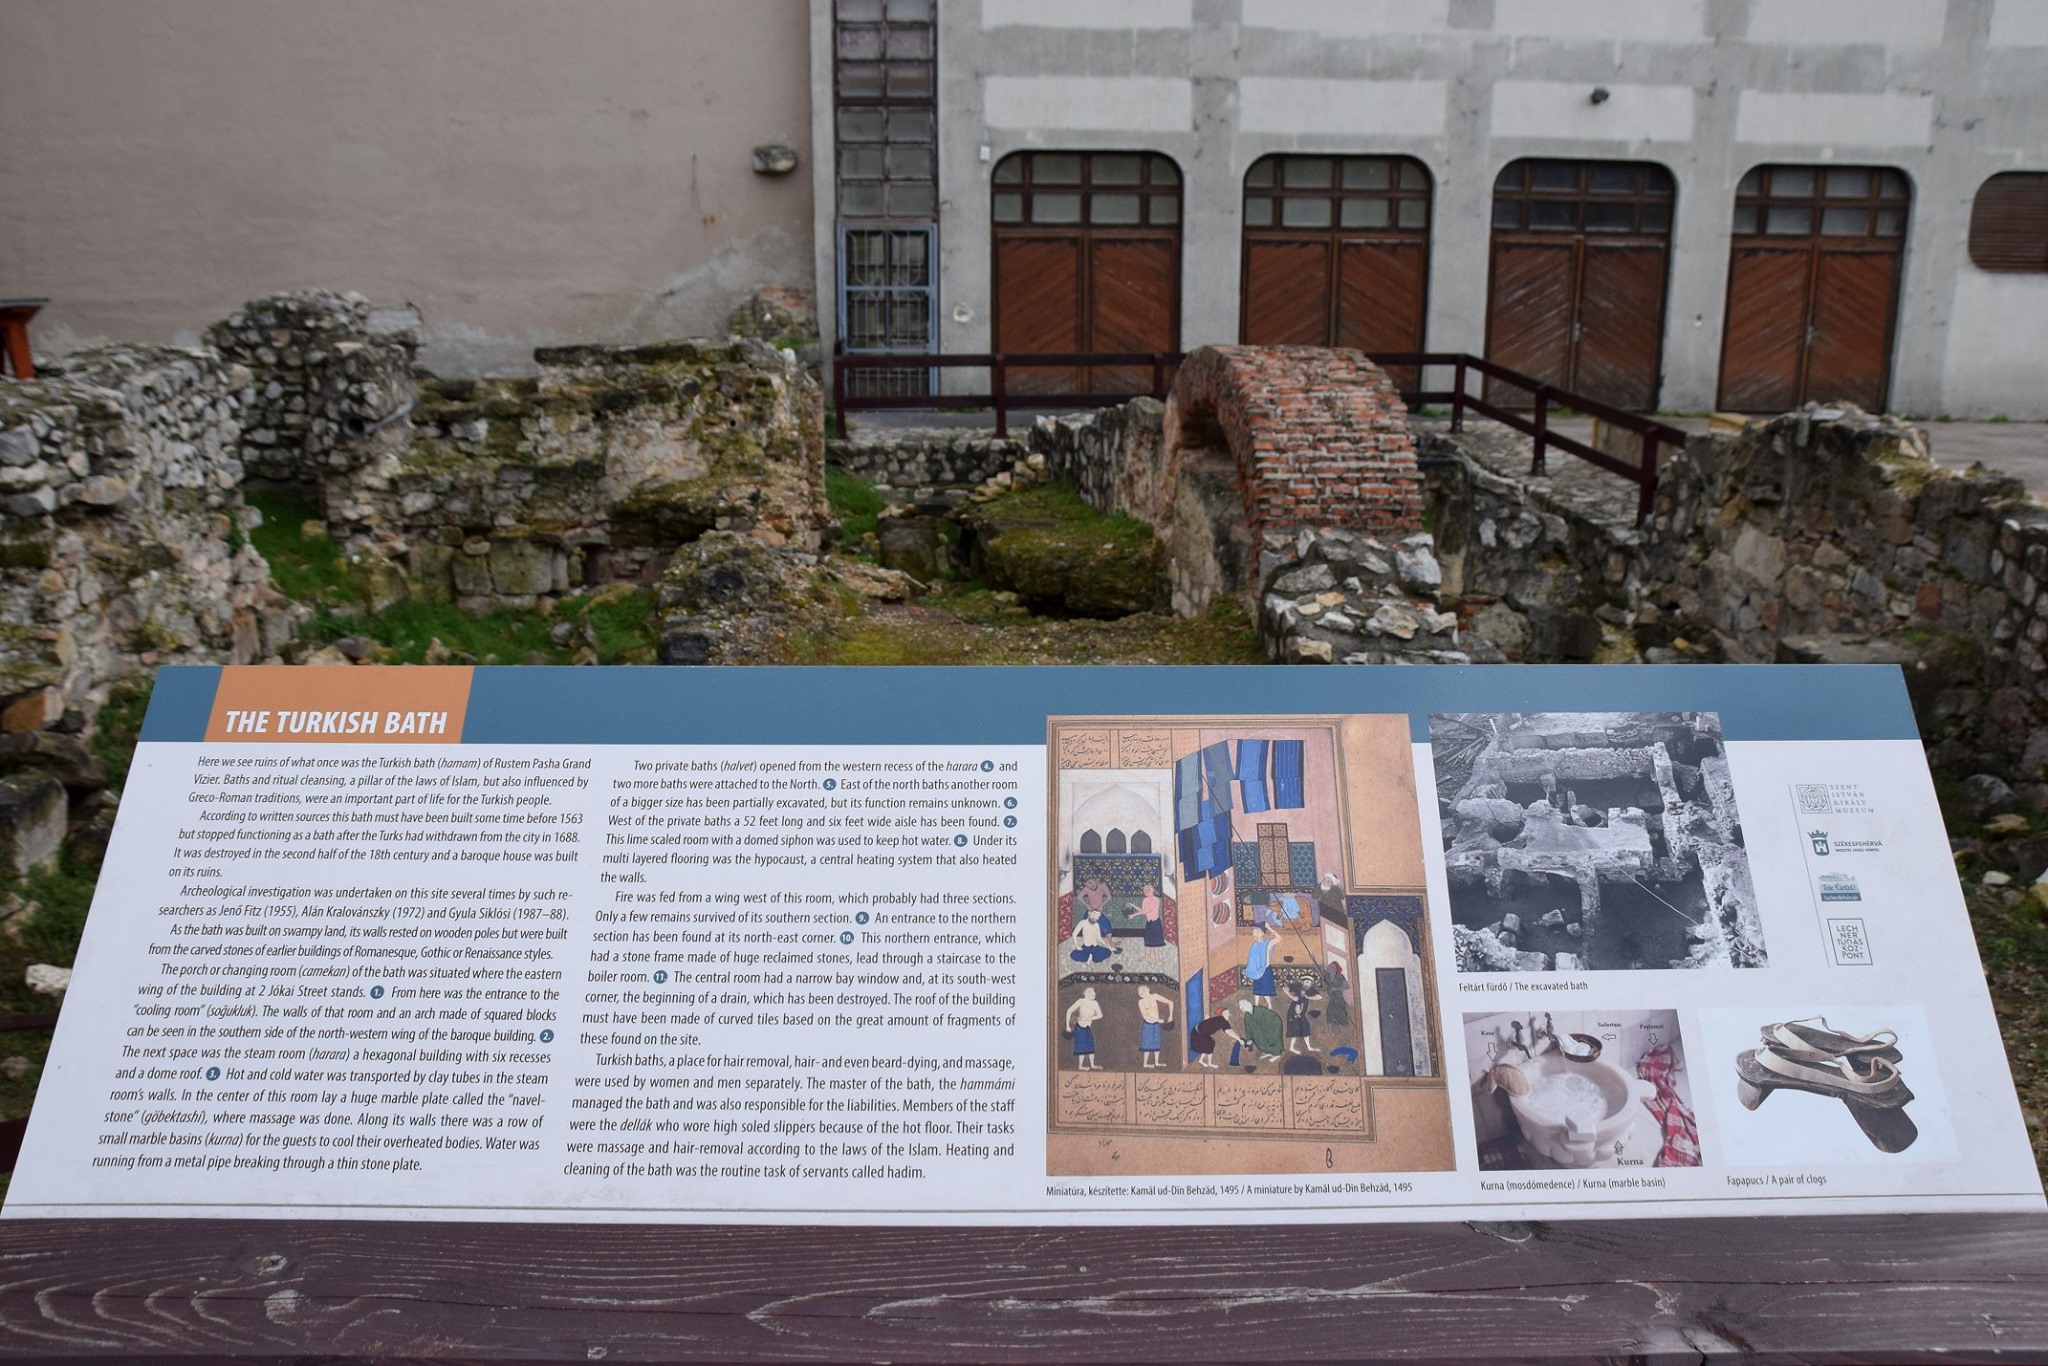 THE TURKISH BATH
Here we see ruins of what once was the Turkish bath (hamam) of Rustem Pasha Grand
Vizier. Baths and ritual cleansing, a pillar of the laws of Islam, but also influenced by
Greco-Roman traditions, were an important part of life for the Turkish people.
According to written sources this bath must have been built some time before 1563
but stopped functioning as a bath after the Turks had withdrawn from the city in 1688.
It was destroyed in the second half of the 18th century and a baroque house was built
on its ruins.
Archeological investigation was undertaken on this site several times by such re-
searchers as Jenő Fitz (1955), Alán Kralovánszky (1972) and Gyula Siklósi (1987–88).
As the bath was built on swampy land, its walls rested on wooden poles but were built
from the carved stones of earlier buildings of Romanesque, Gothic or Renaissance styles.
The porch or changing room (camekan) of the bath was situated where the eastern
wing of the building at 2 Jókai Street stands. 1. From here was the entrance to the
"cooling room" (soğukluk). The walls of that room and an arch made of squared blocks
can be seen in the southern side of the north-western wing of the baroque building. 2.
The next space was the steam room (harara) a hexagonal building with six recesses
and a dome roof. 3. Hot and cold water was transported by clay tubes in the steam
room's walls. In the center of this room lay a huge marble plate called the "navel-
stone" (göbektashi), where massage was done. Along its walls there was a row of
small marble basins (kurna) for the guests to cool their overheated bodies. Water was
running from a metal pipe breaking through a thin stone plate.
Two private baths (halvet) opened from the western recess of the harara 4. and
two more baths were attached to the North. 5. East of the north baths another room
of a bigger size has been partially excavated, but its function remains unknown. 6.
West of the private baths a 52 feet long and six feet wide aisle has been found. 7.
This lime scaled room with a domed siphon was used to keep hot water. 8. Under its
multi layered flooring was the hypocaust, a central heating system that also heated
the walls.
Fire was fed from a wing west of this room, which probably had three sections.
Only a few remains survived of its southern section. 9. An entrance to the northern
section has been found at its north-east corner. 10. This northern entrance, which
had a stone frame made of huge reclaimed stones, lead through a staircase to the
boiler room. 11. The central room had a narrow bay window and, at its south-west
corner, the beginning of a drain, which has been destroyed. The roof of the building
must have been made of curved tiles based on the great amount of fragments of
these found on the site.
Turkish baths, a place for hair removal, hair- and even beard-dying, and massage,
were used by women and men separately. The master of the bath, the hammámi
managed the bath and was also responsible for the liabilities. Members of the staff
were the dellák who wore high soled slippers because of the hot floor. Their tasks
were massage and hair-removal according to the laws of the Islam. Heating and
cleaning of the bath was the routine task of servants called hadim.
Miniatúra, készítette: Kamāl ud-Dīn Behzād, 1495 / A miniature by Kamāl ud-Dīn Behzād, 1495
Feltárt fürdő / The excavated bath
Kese
Sefertası
Peştemal
Kurna
Kurna (mosdómedence) / Kurna (marble basin)
Fapapucs / A pair of clogs
SZENT
ISTVÁN
KIRÁLY
MÚZEUM
SZÉKESFEHÉRVÁR
Tele Élettel!
Székesfehérvár
LECH
NER
TUDÁS
KÖZ
PONT